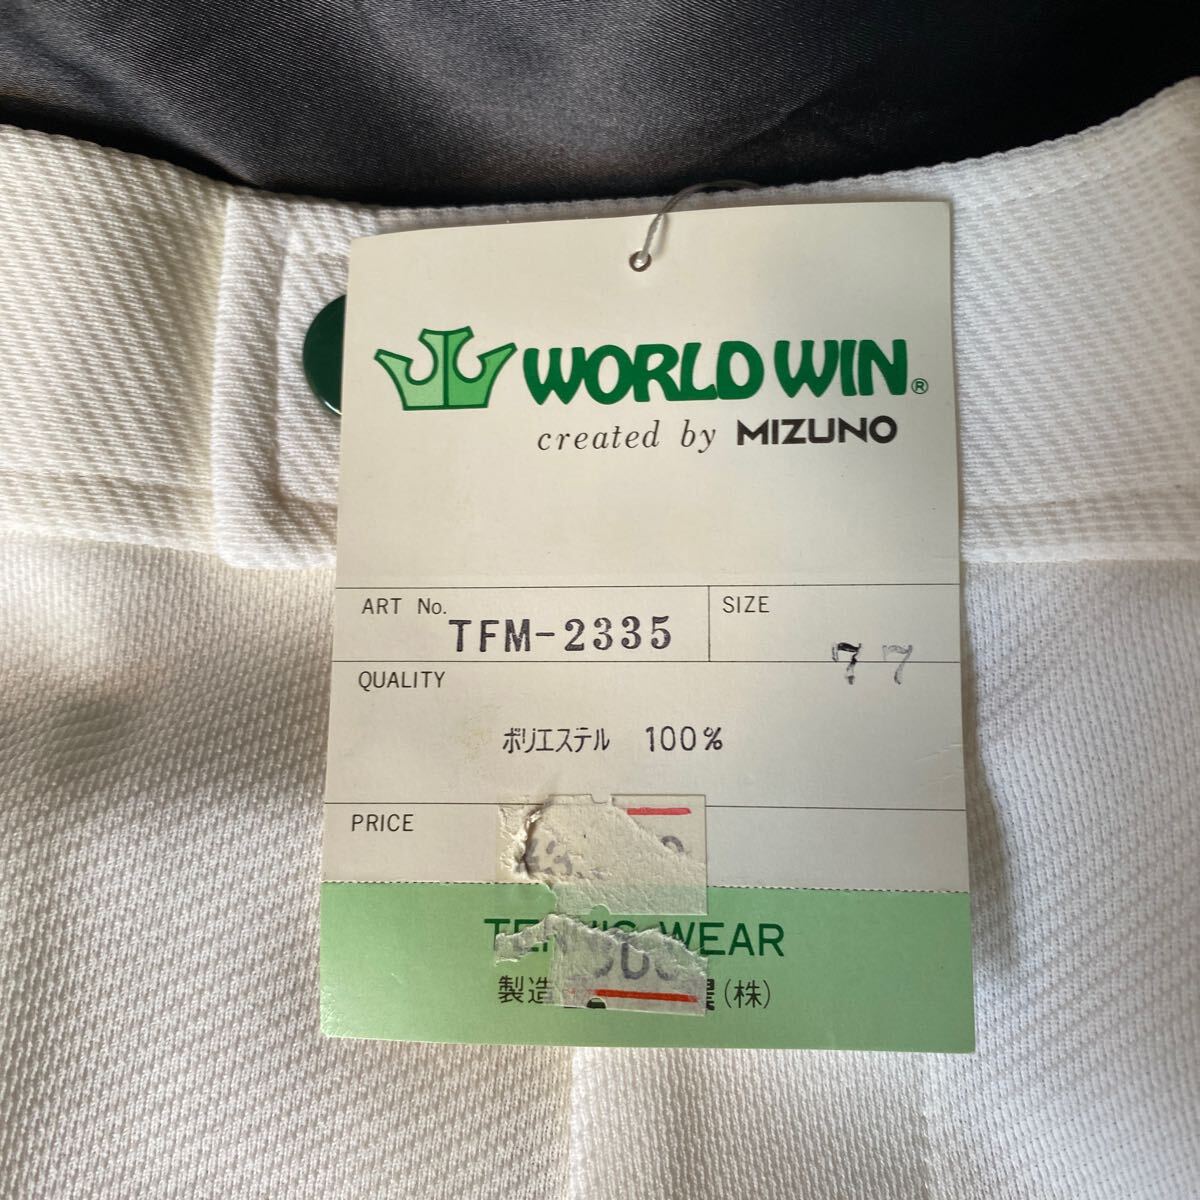 WORLD WIN®
created by MIZUNO
ART No. TFM-2335
SIZE 77
QUALITY
ポリエステル 100%
PRICE
WEAR
製造 (株)